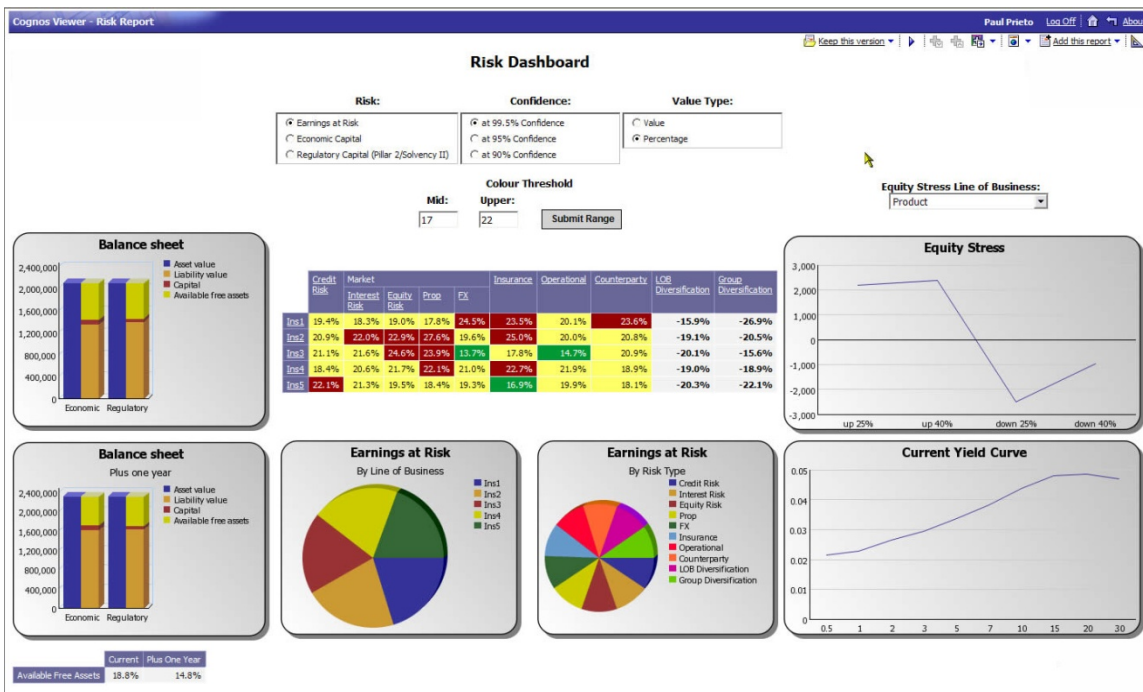 Cognos Viewer - Risk Report
Paul Prieto Log Off Abou
Keep this version Add this report
Risk Dashboard
Risk: Confidence: Value Type:
Earnings at Risk at 99.5% Confidence Value
Economic Capital at 95% Confidence Percentage
Regulatory Capital (Pillar 2/Solvency II) at 90% Confidence
Colour Threshold
Mid: Upper:
17 22 Submit Range
Equity Stress Line of Business:
Product
Balance sheet
Asset value
Liability value
Capital
Available free assets
2,400,000
2,000,000
1,600,000
1,200,000
800,000
400,000
0
Economic Regulatory
Credit Risk Market Insurance Operational Counterparty LOB Diversification Group Diversification
Interest Risk Equity Risk Prop FX
Ins1 19.4% 18.3% 19.0% 17.8% 24.5% 23.5% 20.1% 23.6% -15.9% -26.9%
Ins2 20.9% 22.0% 22.9% 27.6% 19.6% 25.0% 20.0% 20.8% -19.1% -20.5%
Ins3 21.1% 21.6% 24.6% 23.9% 13.7% 17.8% 14.7% 20.9% -20.1% -15.6%
Ins4 18.4% 20.6% 21.7% 22.1% 21.0% 22.7% 21.9% 18.9% -19.0% -18.9%
Ins5 22.1% 21.3% 19.5% 18.4% 19.3% 16.9% 19.9% 18.1% -20.3% -22.1%
Equity Stress
3,000
2,000
1,000
0
-1,000
-2,000
-3,000
up 25% up 40% down 25% down 40%
Balance sheet
Plus one year
Asset value
Liability value
Capital
Available free assets
2,400,000
2,000,000
1,600,000
1,200,000
800,000
400,000
0
Economic Regulatory
Earnings at Risk
By Line of Business
Ins1
Ins2
Ins3
Ins4
Ins5
Earnings at Risk
By Risk Type
Credit Risk
Interest Risk
Equity Risk
Prop
FX
Insurance
Operational
Counterparty
LOB Diversification
Group Diversification
Current Yield Curve
0.05
0.04
0.03
0.02
0.01
0
0.5 1 2 3 5 7 10 15 20 30
Current Plus One Year
Available Free Assets 18.8% 14.8%